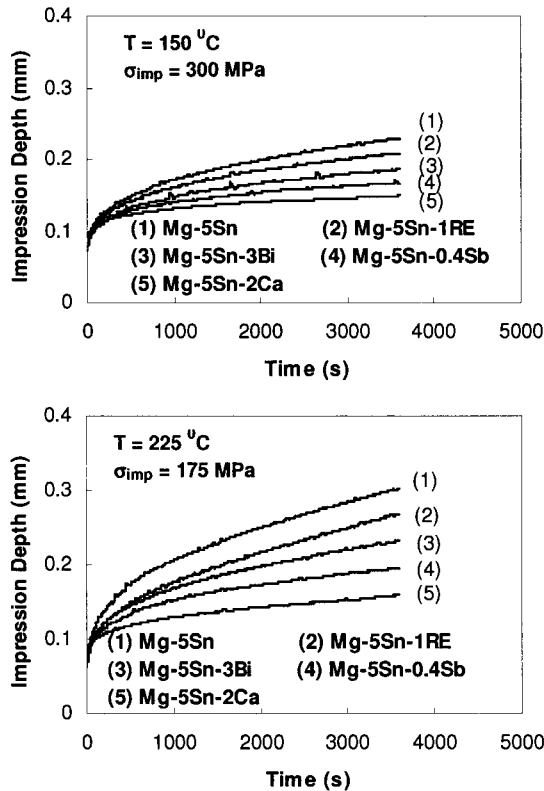 T = 150 ⁰C
σimp = 300 MPa
Impression Depth (mm)
0.4
0.3
0.2
0.1
0
(1)
(2)
(3)
(4)
(5)
(1) Mg-5Sn (2) Mg-5Sn-1RE
(3) Mg-5Sn-3Bi (4) Mg-5Sn-0.4Sb
(5) Mg-5Sn-2Ca
0 1000 2000 3000 4000 5000
Time (s)
T = 225 ⁰C
σimp = 175 MPa
Impression Depth (mm)
0.4
0.3
0.2
0.1
0
(1)
(2)
(3)
(4)
(5)
(1) Mg-5Sn (2) Mg-5Sn-1RE
(3) Mg-5Sn-3Bi (4) Mg-5Sn-0.4Sb
(5) Mg-5Sn-2Ca
0 1000 2000 3000 4000 5000
Time (s)